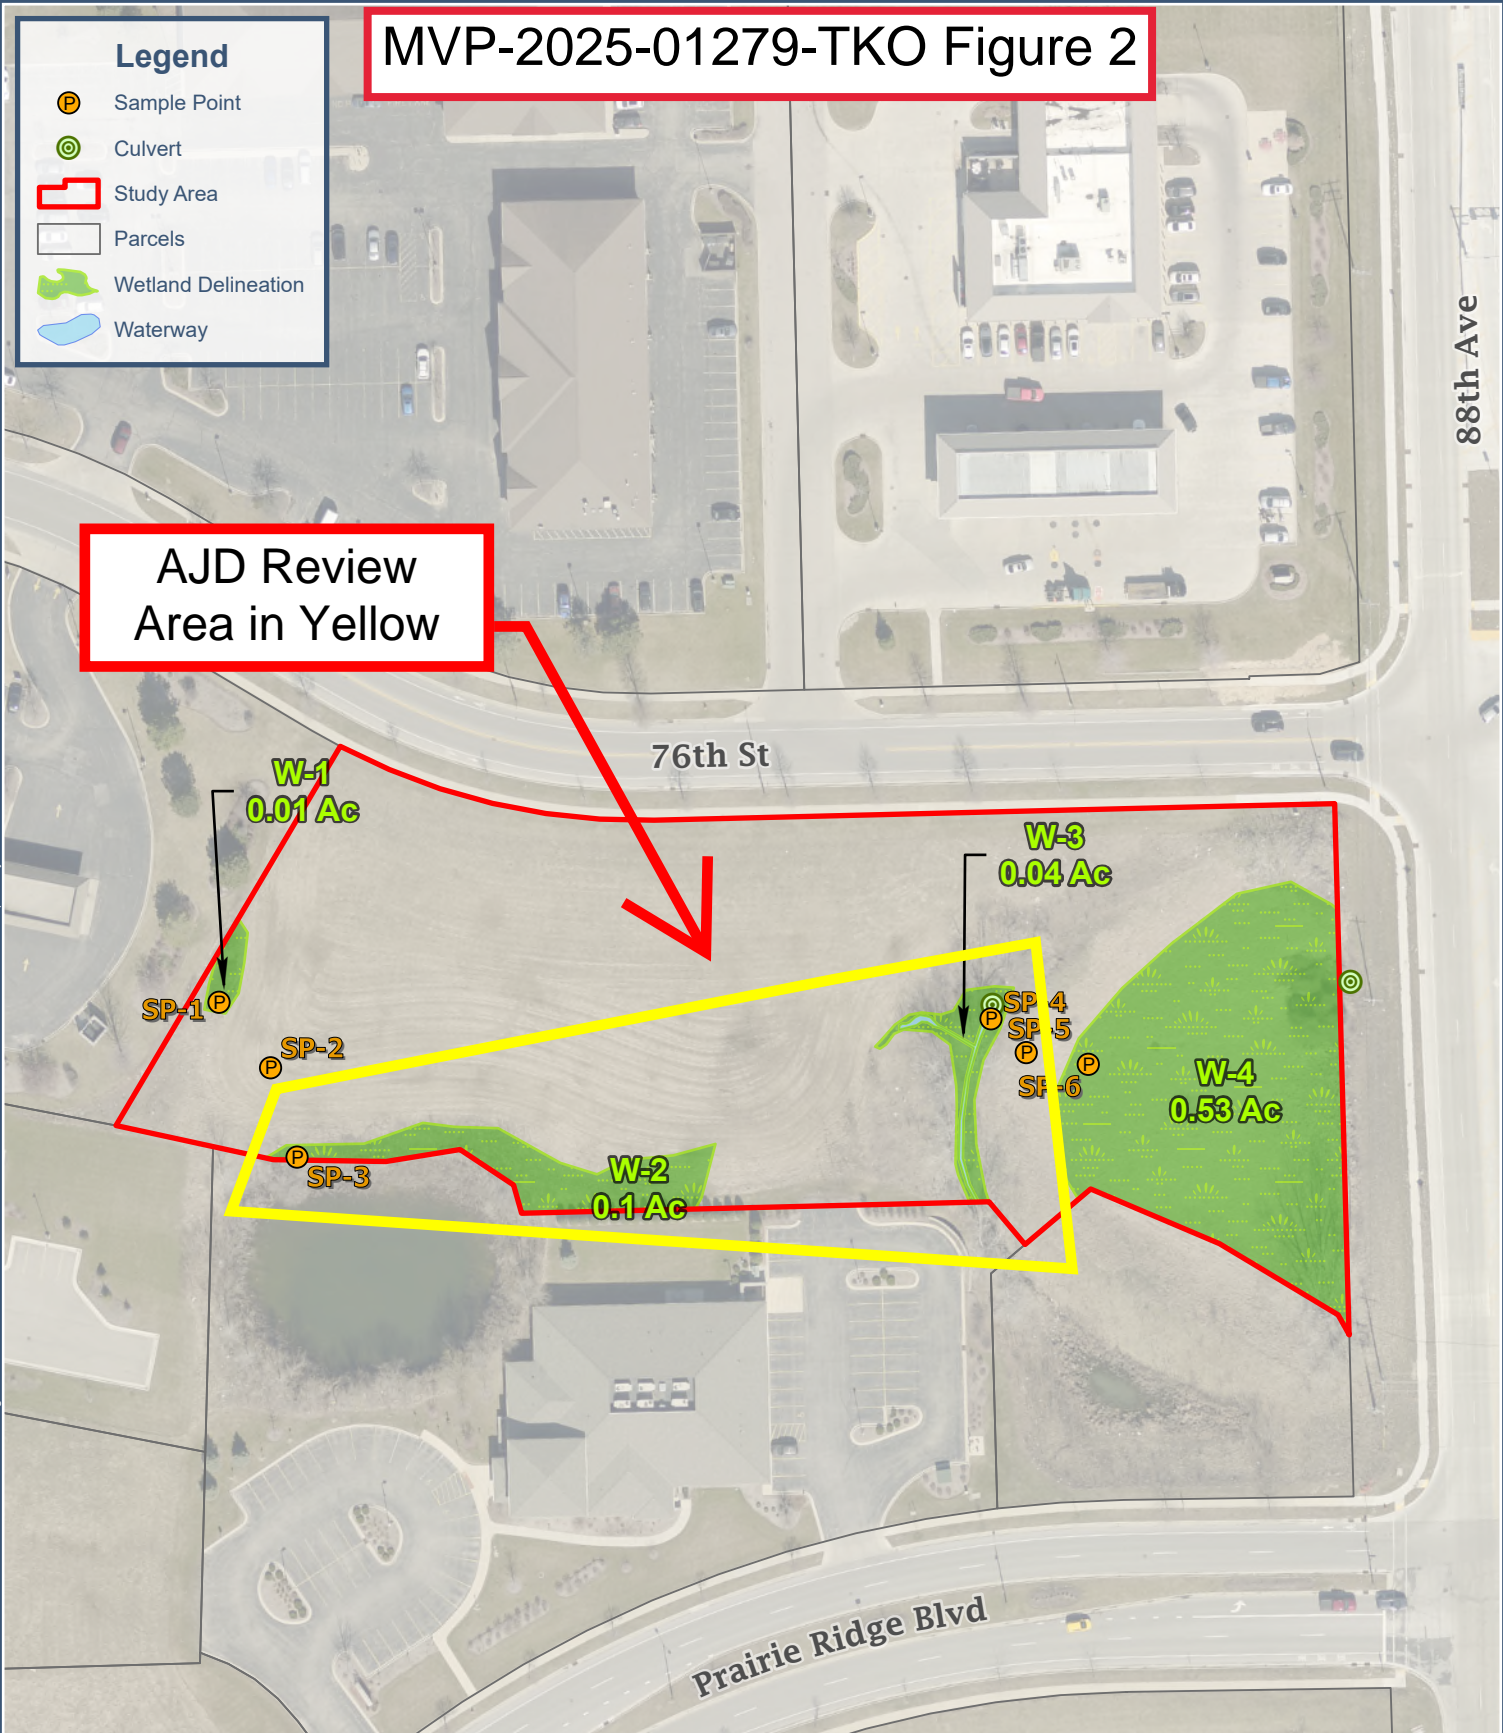 MVP-2025-01279-TKO Figure 2
Legend
P Sample Point
Culvert
Study Area
Parcels
Wetland Delineation
Waterway
88th Ave
AJD Review
Area in Yellow
76th St
W-1
0.01 Ac
W-3
0.04 Ac
P
SP-1
SP-2
P
SP-4
P
SP-5
P
SP-6
P
W-4
0.53 Ac
P
SP-3
W-2
0.1 Ac
Prairie Ridge Blvd